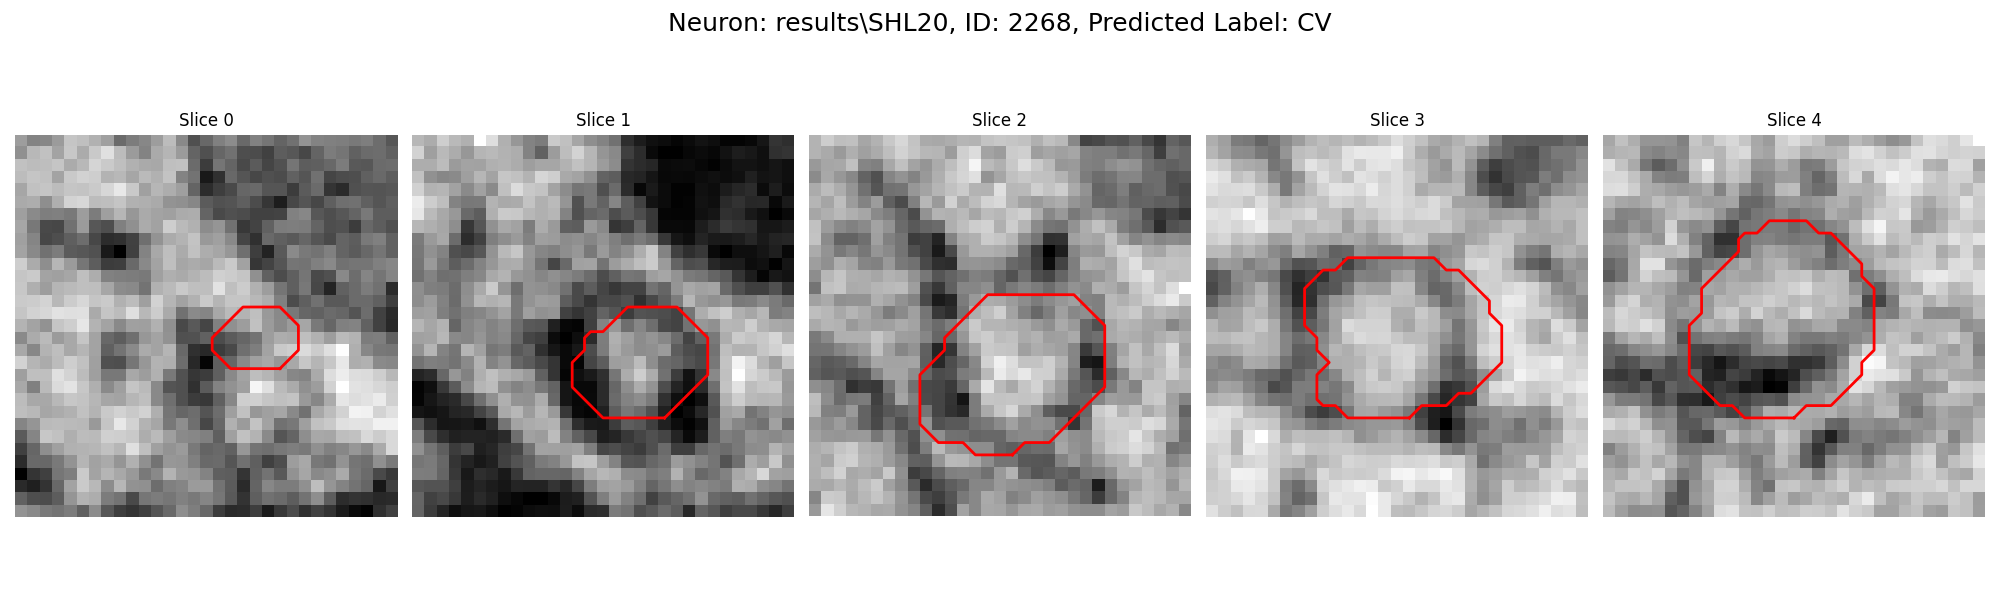 Neuron: results\SHL20, ID: 2268, Predicted Label: CV
Slice 0
Slice 1
Slice 2
Slice 3
Slice 4